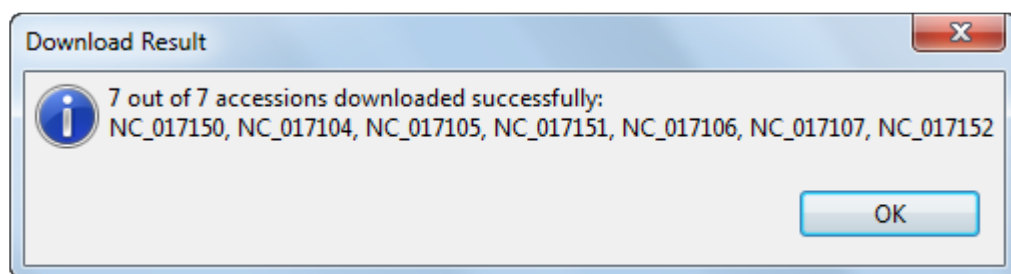 Download Result
7 out of 7 accessions downloaded successfully:
NC_017150, NC_017104, NC_017105, NC_017151, NC_017106, NC_017107, NC_017152
OK